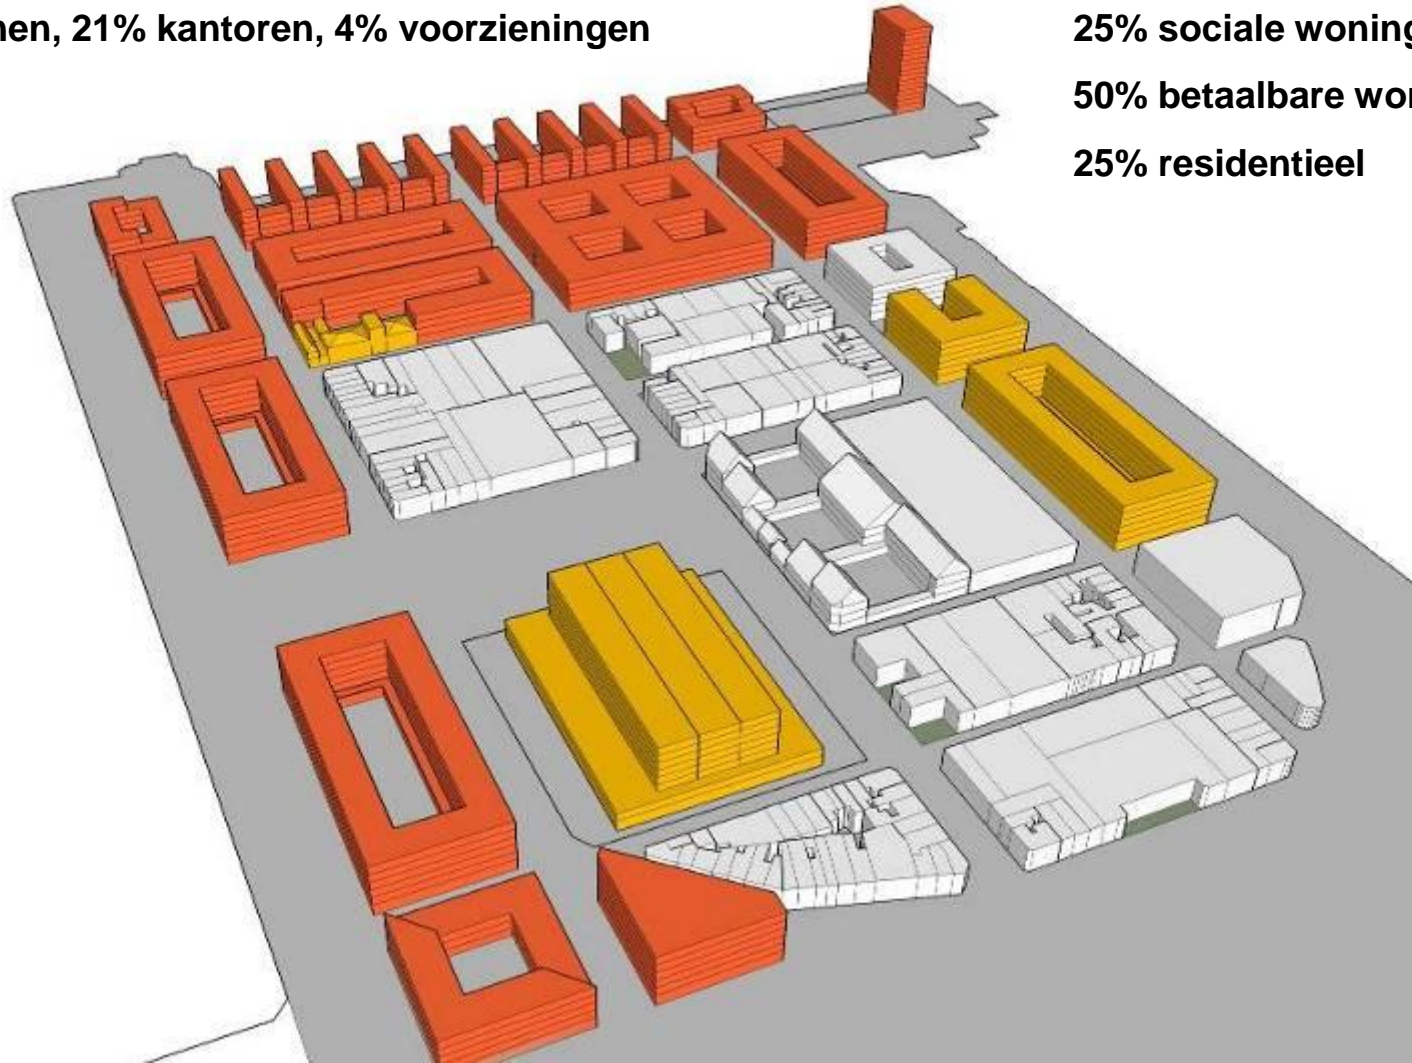 nen, 21% kantoren, 4% voorzieningen
25% sociale woning
50% betaalbare wor
25% residentieel